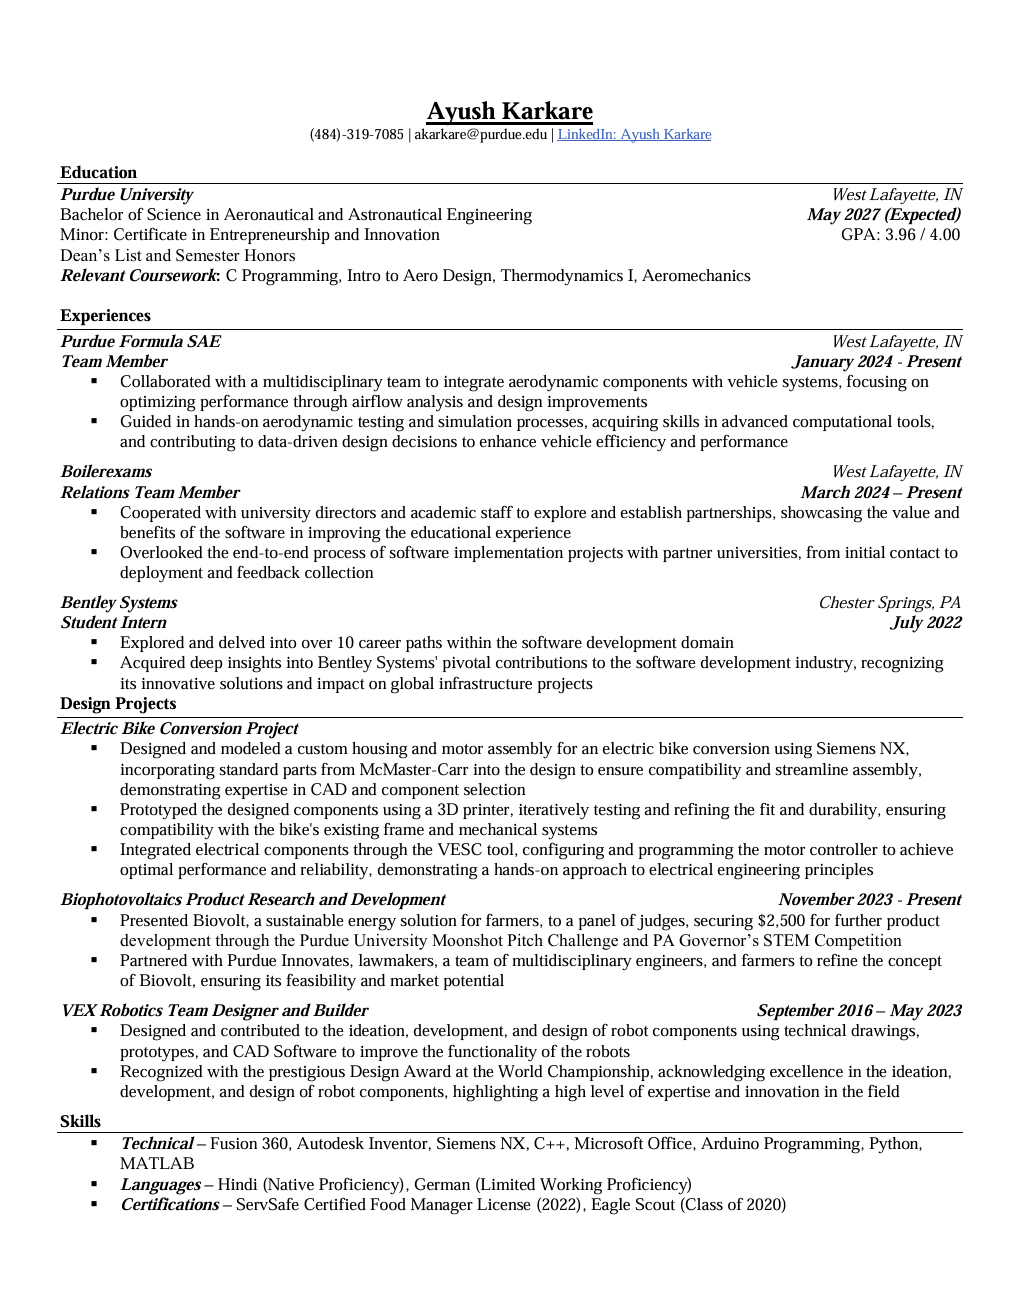 Ayush Karkare
(484)-319-7085 | akarkare@purdue.edu | LinkedIn: Ayush Karkare
Education
Purdue University West Lafayette, IN
Bachelor of Science in Aeronautical and Astronautical Engineering May 2027 (Expected)
Minor: Certificate in Entrepreneurship and Innovation GPA: 3.96 / 4.00
Dean’s List and Semester Honors
Relevant Coursework: C Programming, Intro to Aero Design, Thermodynamics I, Aeromechanics
Experiences
Purdue Formula SAE West Lafayette, IN
Team Member January 2024 - Present
▪ Collaborated with a multidisciplinary team to integrate aerodynamic components with vehicle systems, focusing on
optimizing performance through airflow analysis and design improvements
▪ Guided in hands-on aerodynamic testing and simulation processes, acquiring skills in advanced computational tools,
and contributing to data-driven design decisions to enhance vehicle efficiency and performance
Boilerexams West Lafayette, IN
Relations Team Member March 2024 – Present
▪ Cooperated with university directors and academic staff to explore and establish partnerships, showcasing the value and
benefits of the software in improving the educational experience
▪ Overlooked the end-to-end process of software implementation projects with partner universities, from initial contact to
deployment and feedback collection
Bentley Systems Chester Springs, PA
Student Intern July 2022
▪ Explored and delved into over 10 career paths within the software development domain
▪ Acquired deep insights into Bentley Systems' pivotal contributions to the software development industry, recognizing
its innovative solutions and impact on global infrastructure projects
Design Projects
Electric Bike Conversion Project
▪ Designed and modeled a custom housing and motor assembly for an electric bike conversion using Siemens NX,
incorporating standard parts from McMaster-Carr into the design to ensure compatibility and streamline assembly,
demonstrating expertise in CAD and component selection
▪ Prototyped the designed components using a 3D printer, iteratively testing and refining the fit and durability, ensuring
compatibility with the bike's existing frame and mechanical systems
▪ Integrated electrical components through the VESC tool, configuring and programming the motor controller to achieve
optimal performance and reliability, demonstrating a hands-on approach to electrical engineering principles
Biophotovoltaics Product Research and Development November 2023 - Present
▪ Presented Biovolt, a sustainable energy solution for farmers, to a panel of judges, securing $2,500 for further product
development through the Purdue University Moonshot Pitch Challenge and PA Governor’s STEM Competition
▪ Partnered with Purdue Innovates, lawmakers, a team of multidisciplinary engineers, and farmers to refine the concept
of Biovolt, ensuring its feasibility and market potential
VEX Robotics Team Designer and Builder September 2016 – May 2023
▪ Designed and contributed to the ideation, development, and design of robot components using technical drawings,
prototypes, and CAD Software to improve the functionality of the robots
▪ Recognized with the prestigious Design Award at the World Championship, acknowledging excellence in the ideation,
development, and design of robot components, highlighting a high level of expertise and innovation in the field
Skills
▪ Technical – Fusion 360, Autodesk Inventor, Siemens NX, C++, Microsoft Office, Arduino Programming, Python,
MATLAB
▪ Languages – Hindi (Native Proficiency), German (Limited Working Proficiency)
▪ Certifications – ServSafe Certified Food Manager License (2022), Eagle Scout (Class of 2020)